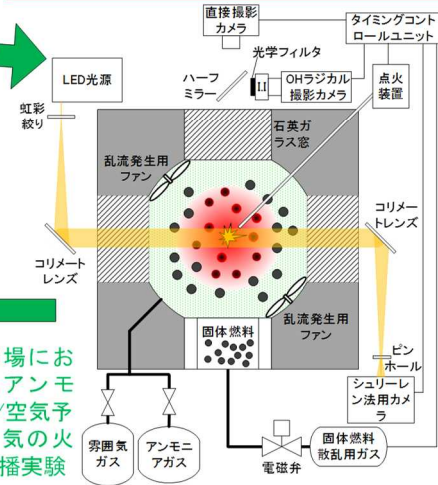 直接撮影
カメラ
タイミングコント
ロールユニット
光学フィルタ
LED光源
ハーフ
ミラー
I.I
OHラジカル
撮影カメラ
点火
装置
虹彩
絞り
石英ガ
ラス窓
乱流発生用
ファン
コリメー
トレンズ
コリメート
レンズ
乱流発生用
ファン
固体燃料
ピン
ホール
場にお
アンモ
/空気予
気の火
播実験
シュリーレ
ン法用カメラ
雰囲気
ガス
アンモニ
アガス
電磁弁
固体燃料
散乱用ガス